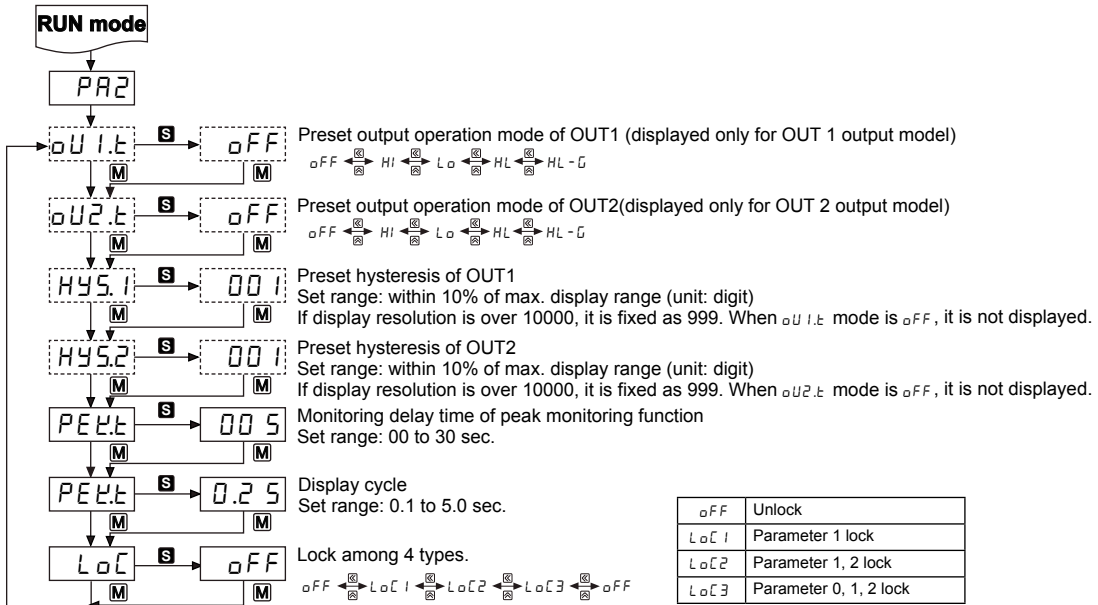 RUN mode
PA2
oU1.t S oFF Preset output operation mode of OUT1 (displayed only for OUT 1 output model)
oFF HI Lo HL HL-G
M M
oU2.t S oFF Preset output operation mode of OUT2(displayed only for OUT 2 output model)
oFF HI Lo HL HL-G
M M
HYS.1 S 001 Preset hysteresis of OUT1
Set range: within 10% of max. display range (unit: digit)
M M If display resolution is over 10000, it is fixed as 999. When oU1.t mode is oFF, it is not displayed.
HYS.2 S 001 Preset hysteresis of OUT2
Set range: within 10% of max. display range (unit: digit)
M M If display resolution is over 10000, it is fixed as 999. When oU2.t mode is oFF, it is not displayed.
PEK.t S 00 S Monitoring delay time of peak monitoring function
Set range: 00 to 30 sec.
M M
PEK.t S 0.2 S Display cycle
Set range: 0.1 to 5.0 sec.
M M
LoC S oFF Lock among 4 types.
oFF LoC1 LoC2 LoC3 oFF
M M
oFF Unlock
LoC1 Parameter 1 lock
LoC2 Parameter 1, 2 lock
LoC3 Parameter 0, 1, 2 lock